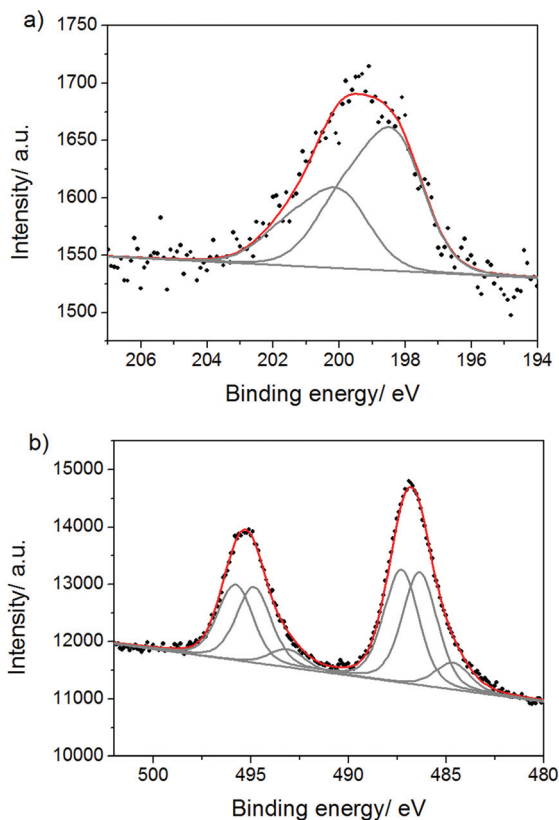 a)
1750
1700
1650
1600
1550
1500
Intensity/ a.u.
206 204 202 200 198 196 194
Binding energy/ eV
b)
15000
14000
13000
12000
11000
10000
Intensity/ a.u.
500 495 490 485 480
Binding energy/ eV